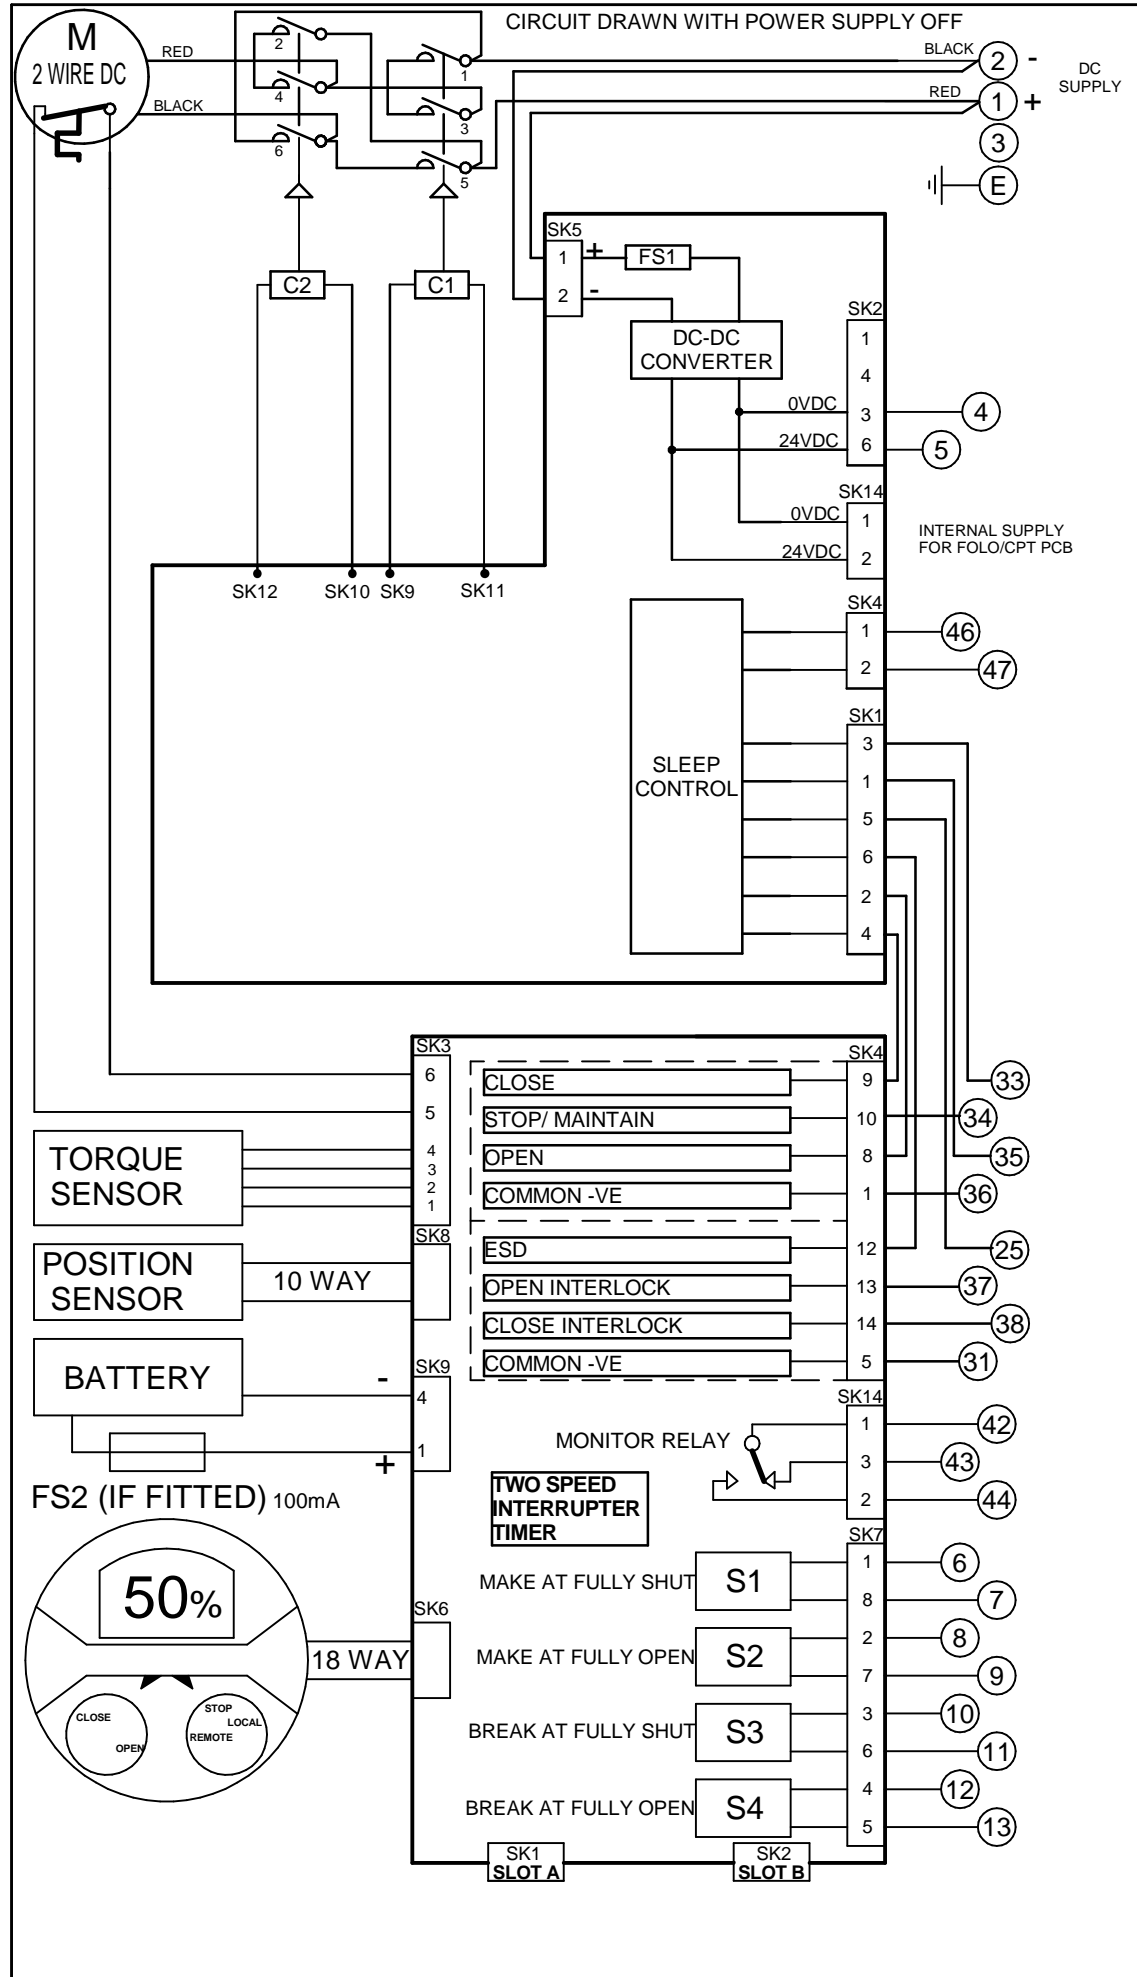 CIRCUIT DRAWN WITH POWER SUPPLY OFF
M
2 WIRE DC
RED
BLACK
2
4
6
1
3
5
BLACK
2
-
RED
1
+
DC
SUPPLY
3
E
C2
C1
SK5
1
+
FS1
2
-
DC-DC
CONVERTER
SK2
1
4
0VDC
3
4
24VDC
6
5
SK14
0VDC
1
24VDC
2
INTERNAL SUPPLY
FOR FOLO/CPT PCB
SK12
SK10
SK9
SK11
SLEEP
CONTROL
SK4
1
46
2
47
SK1
3
1
5
6
2
4
SK3
6
5
4
3
2
1
TORQUE
SENSOR
SK8
POSITION
SENSOR
10 WAY
SK9
BATTERY
-
4
1
+
FS2 (IF FITTED) 100mA
50%
CLOSE
OPEN
STOP
LOCAL
REMOTE
18 WAY
SK6
SK4
CLOSE
9
33
STOP/ MAINTAIN
10
34
OPEN
8
35
COMMON -VE
1
36
ESD
12
25
OPEN INTERLOCK
13
37
CLOSE INTERLOCK
14
38
COMMON -VE
5
31
SK14
MONITOR RELAY
1
42
3
43
2
44
TWO SPEED
INTERRUPTER
TIMER
SK7
MAKE AT FULLY SHUT
S1
1
6
8
7
MAKE AT FULLY OPEN
S2
2
8
7
9
BREAK AT FULLY SHUT
S3
3
10
6
11
BREAK AT FULLY OPEN
S4
4
12
5
13
SK1
SLOT A
SK2
SLOT B